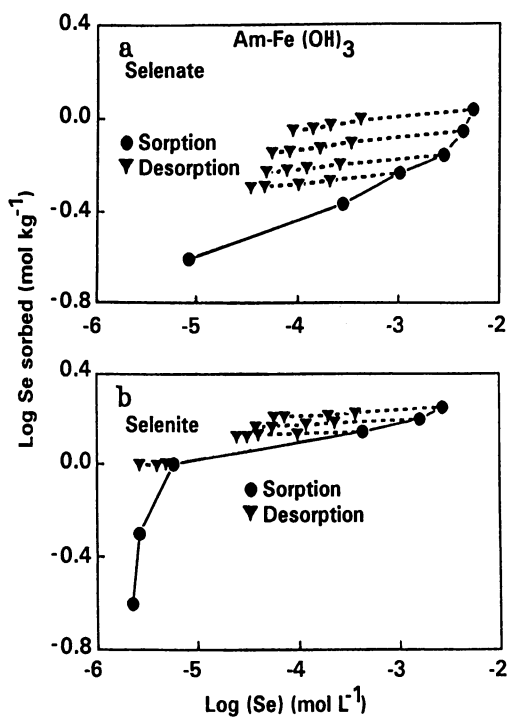 0.4
a
Am-Fe (OH)3
Selenate
0.0
Sorption
Desorption
-0.4
-0.8
-6
-5
-4
-3
-2
Log Se sorbed (mol kg-1)
0.4
b
Selenite
0.0
Sorption
Desorption
-0.4
-0.8
-6
-5
-4
-3
-2
Log (Se) (mol L-1)